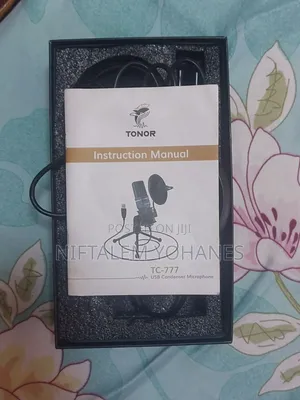 TONOR
Instruction Manual
POSTED ON JIJI
NIFTALEM YOHANES
TC-777
USB Condenser Microphone